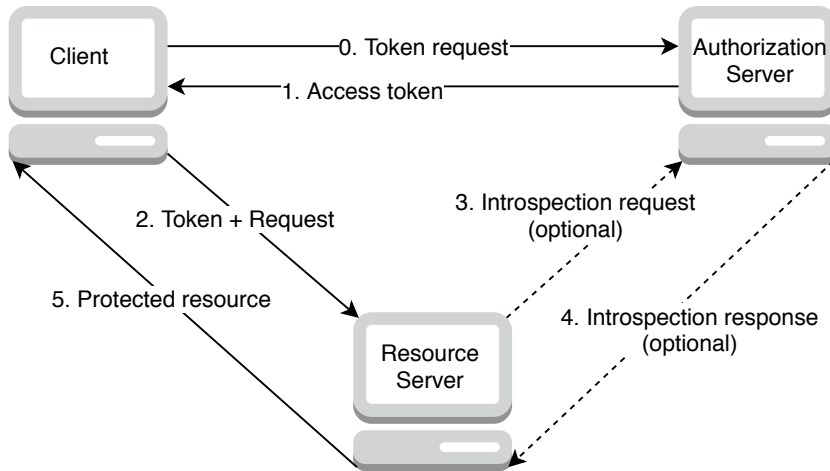 Client
0. Token request
Authorization
Server
1. Access token
2. Token + Request
3. Introspection request
(optional)
5. Protected resource
4. Introspection response
(optional)
Resource
Server